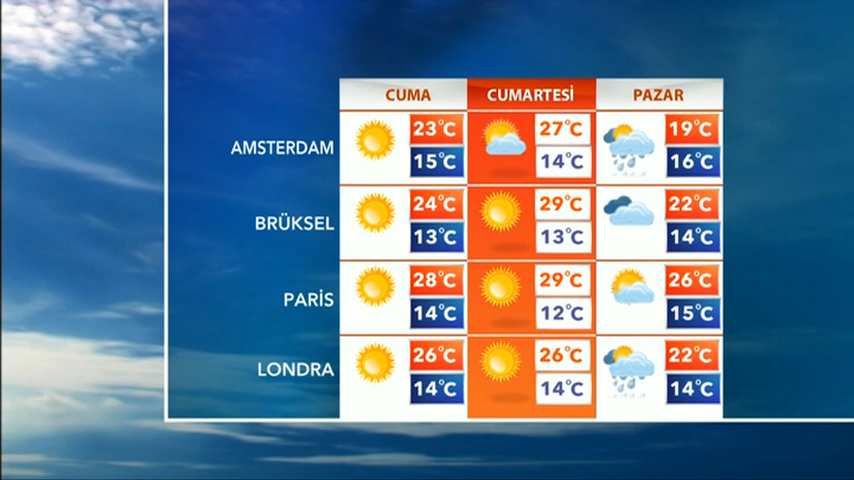 CUMA CUMARTESİ PAZAR
AMSTERDAM 23°C 27°C 19°C
15°C 14°C 16°C
BRÜKSEL 24°C 29°C 22°C
13°C 13°C 14°C
PARİS 28°C 29°C 26°C
14°C 12°C 15°C
LONDRA 26°C 26°C 22°C
14°C 14°C 14°C